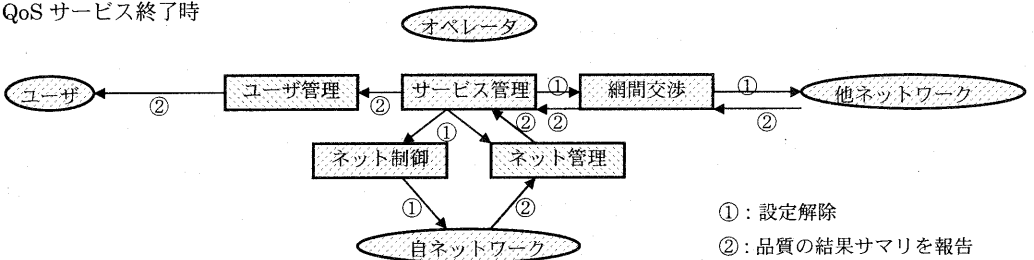 QoS サービス終了時
オペレータ
ユーザ
②
ユーザ管理
②
サービス管理
①
②
網間交渉
①
②
他ネットワーク
①
②
ネット制御
ネット管理
①
②
自ネットワーク
①：設定解除
②：品質の結果サマリを報告